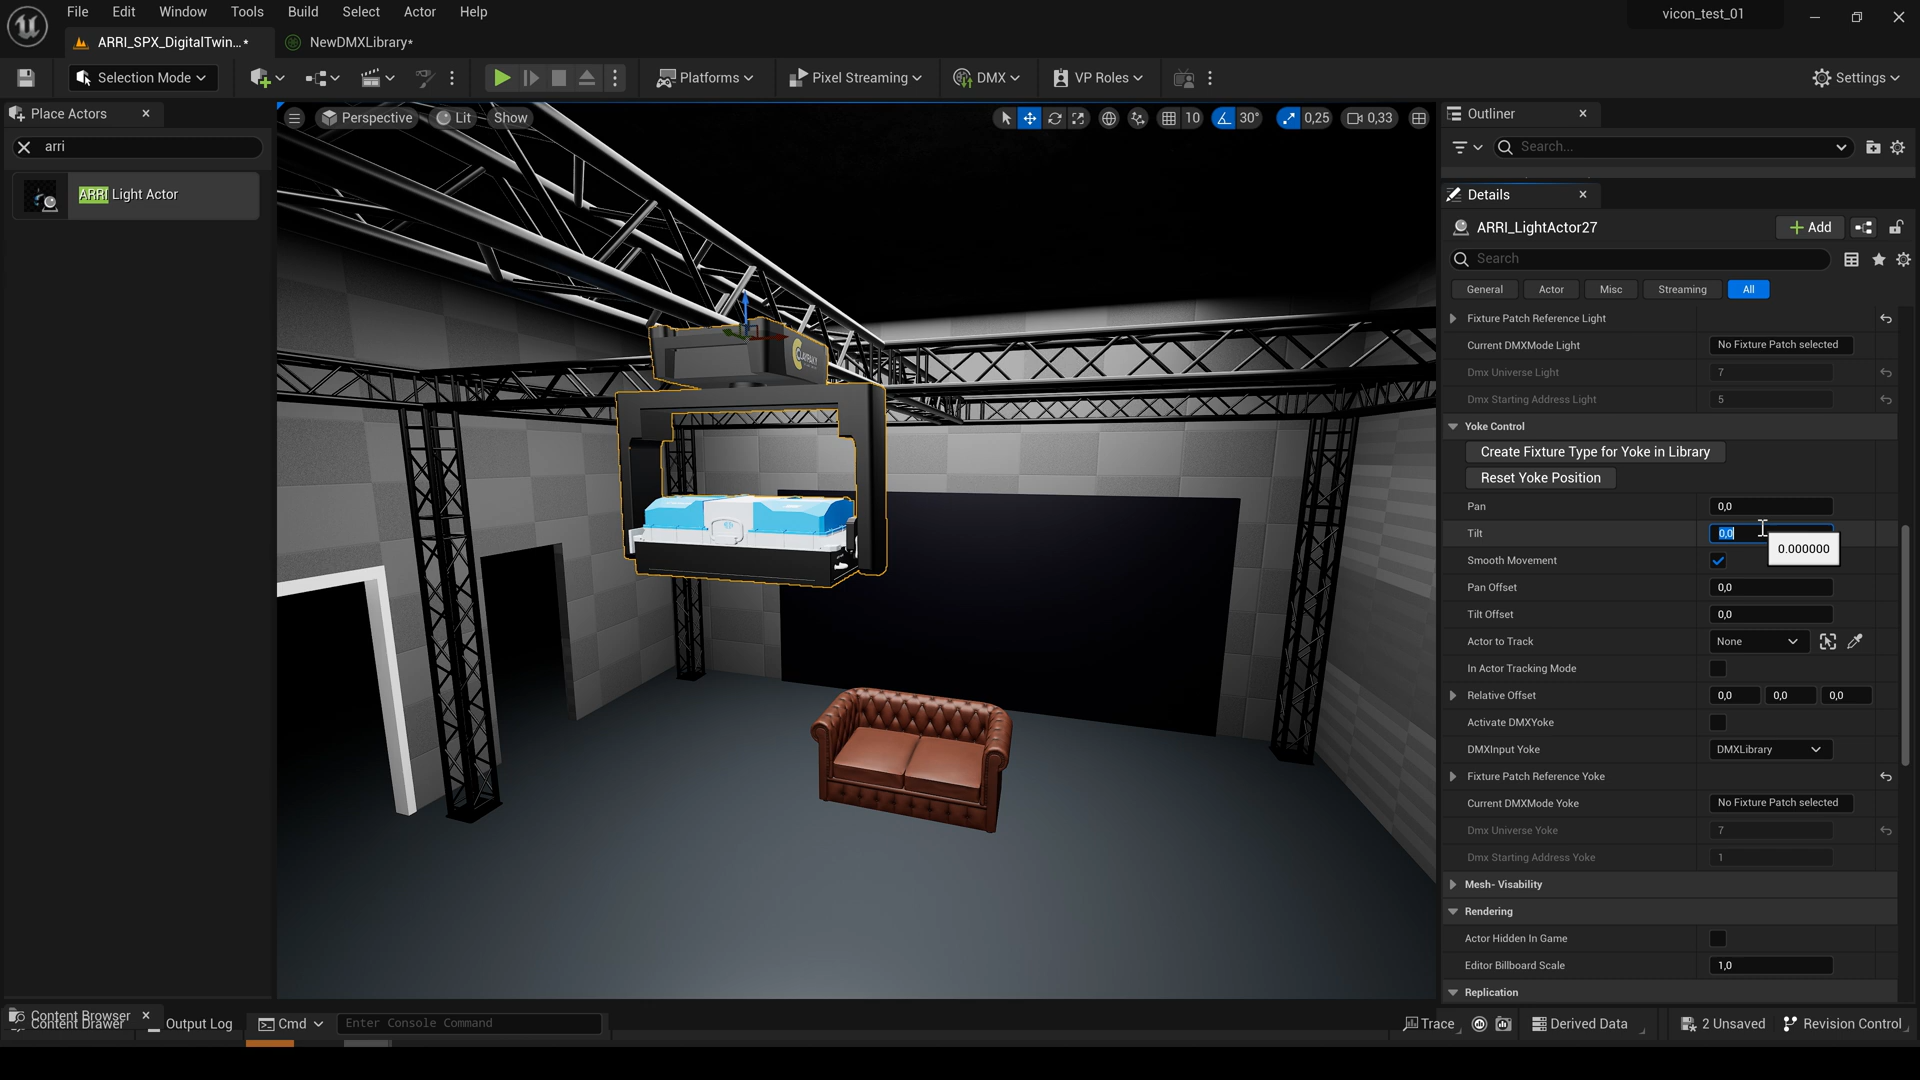 File Edit Window Tools Build Select Actor Help
vicon_test_01
ARRI_SPX_DigitalTwin...*
NewDMXLibrary*
Selection Mode
Platforms
Pixel Streaming
DMX
VP Roles
Settings
Place Actors
arri
ARRI Light Actor
Perspective
Lit
Show
10
30°
0,25
0,33
CLAYPAKY
Outliner
Search...
Details
ARRI_LightActor27
Add
Search
General
Actor
Misc
Streaming
All
Fixture Patch Reference Light
Current DMXMode Light
No Fixture Patch selected
Dmx Universe Light
7
Dmx Starting Address Light
5
Yoke Control
Create Fixture Type for Yoke in Library
Reset Yoke Position
Pan
0,0
Tilt
0,0
0.000000
Smooth Movement
Pan Offset
0,0
Tilt Offset
0,0
Actor to Track
None
In Actor Tracking Mode
Relative Offset
0,0
0,0
0,0
Activate DMXYoke
DMXInput Yoke
DMXLibrary
Fixture Patch Reference Yoke
Current DMXMode Yoke
No Fixture Patch selected
Dmx Universe Yoke
7
Dmx Starting Address Yoke
1
Mesh- Visability
Rendering
Actor Hidden In Game
Editor Billboard Scale
1,0
Replication
Content Browser
Content Drawer
Output Log
Cmd
Enter Console Command
Trace
Derived Data
2 Unsaved
Revision Control